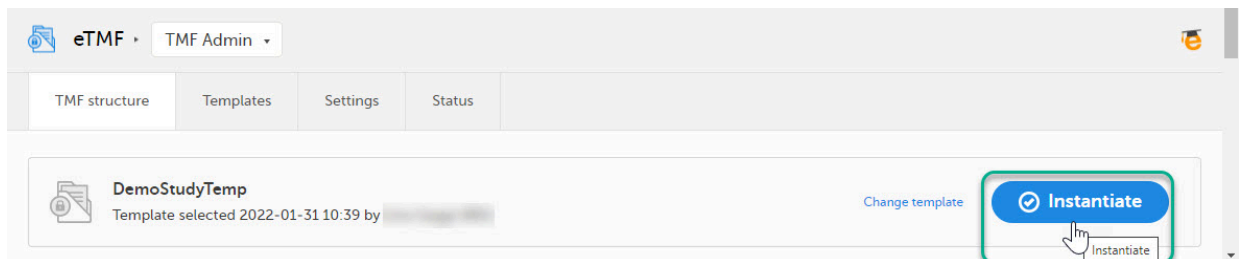 eTMF
TMF Admin
TMF structure Templates Settings Status
DemoStudyTemp
Template selected 2022-01-31 10:39 by
Change template
Instantiate
Instantiate